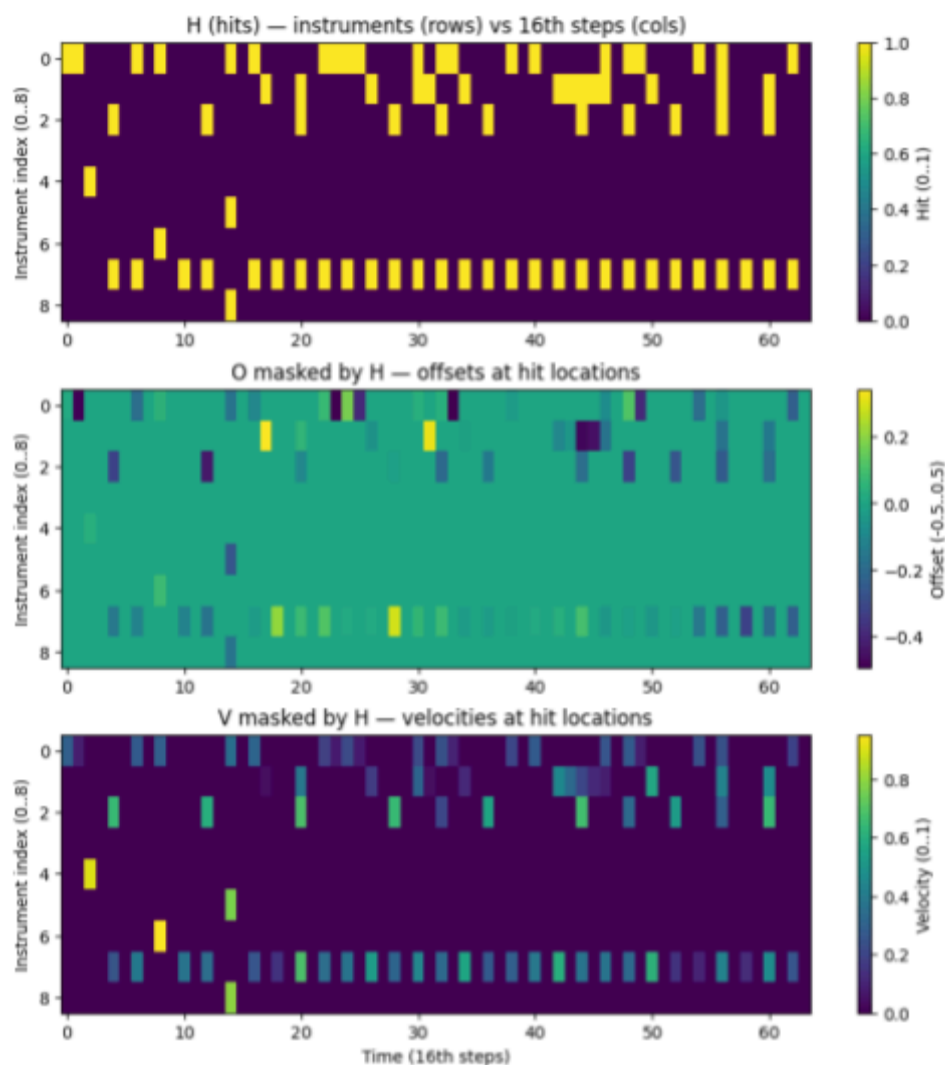 H (hits) — instruments (rows) vs 16th steps (cols)
Instrument index (0..8)
0
2
4
6
8
0 10 20 30 40 50 60
1.0
0.8
0.6
0.4
0.2
0.0
Hit (0..1)
O masked by H — offsets at hit locations
Instrument index (0..8)
0
2
4
6
8
0 10 20 30 40 50 60
0.2
0.0
−0.2
−0.4
Offset (-0.5..0.5)
V masked by H — velocities at hit locations
Instrument index (0..8)
0
2
4
6
8
0 10 20 30 40 50 60
Time (16th steps)
0.8
0.6
0.4
0.2
0.0
Velocity (0..1)